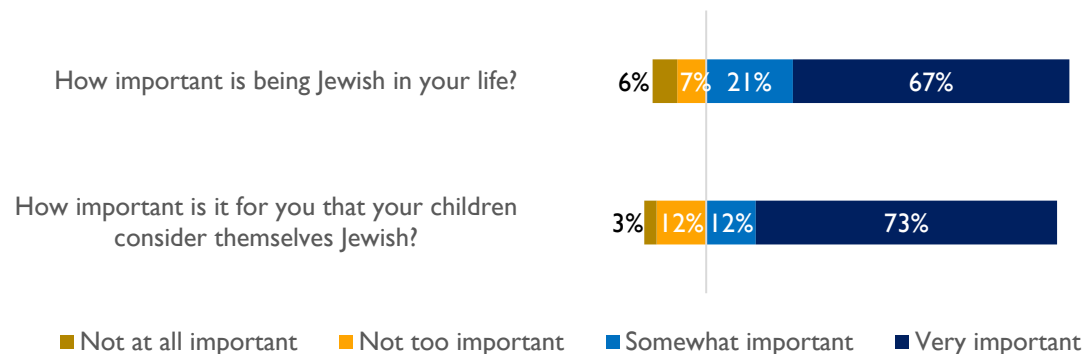 How important is being Jewish in your life?
6% 7% 21% 67%
How important is it for you that your children
consider themselves Jewish?
3% 12% 12% 73%
Not at all important Not too important Somewhat important Very important